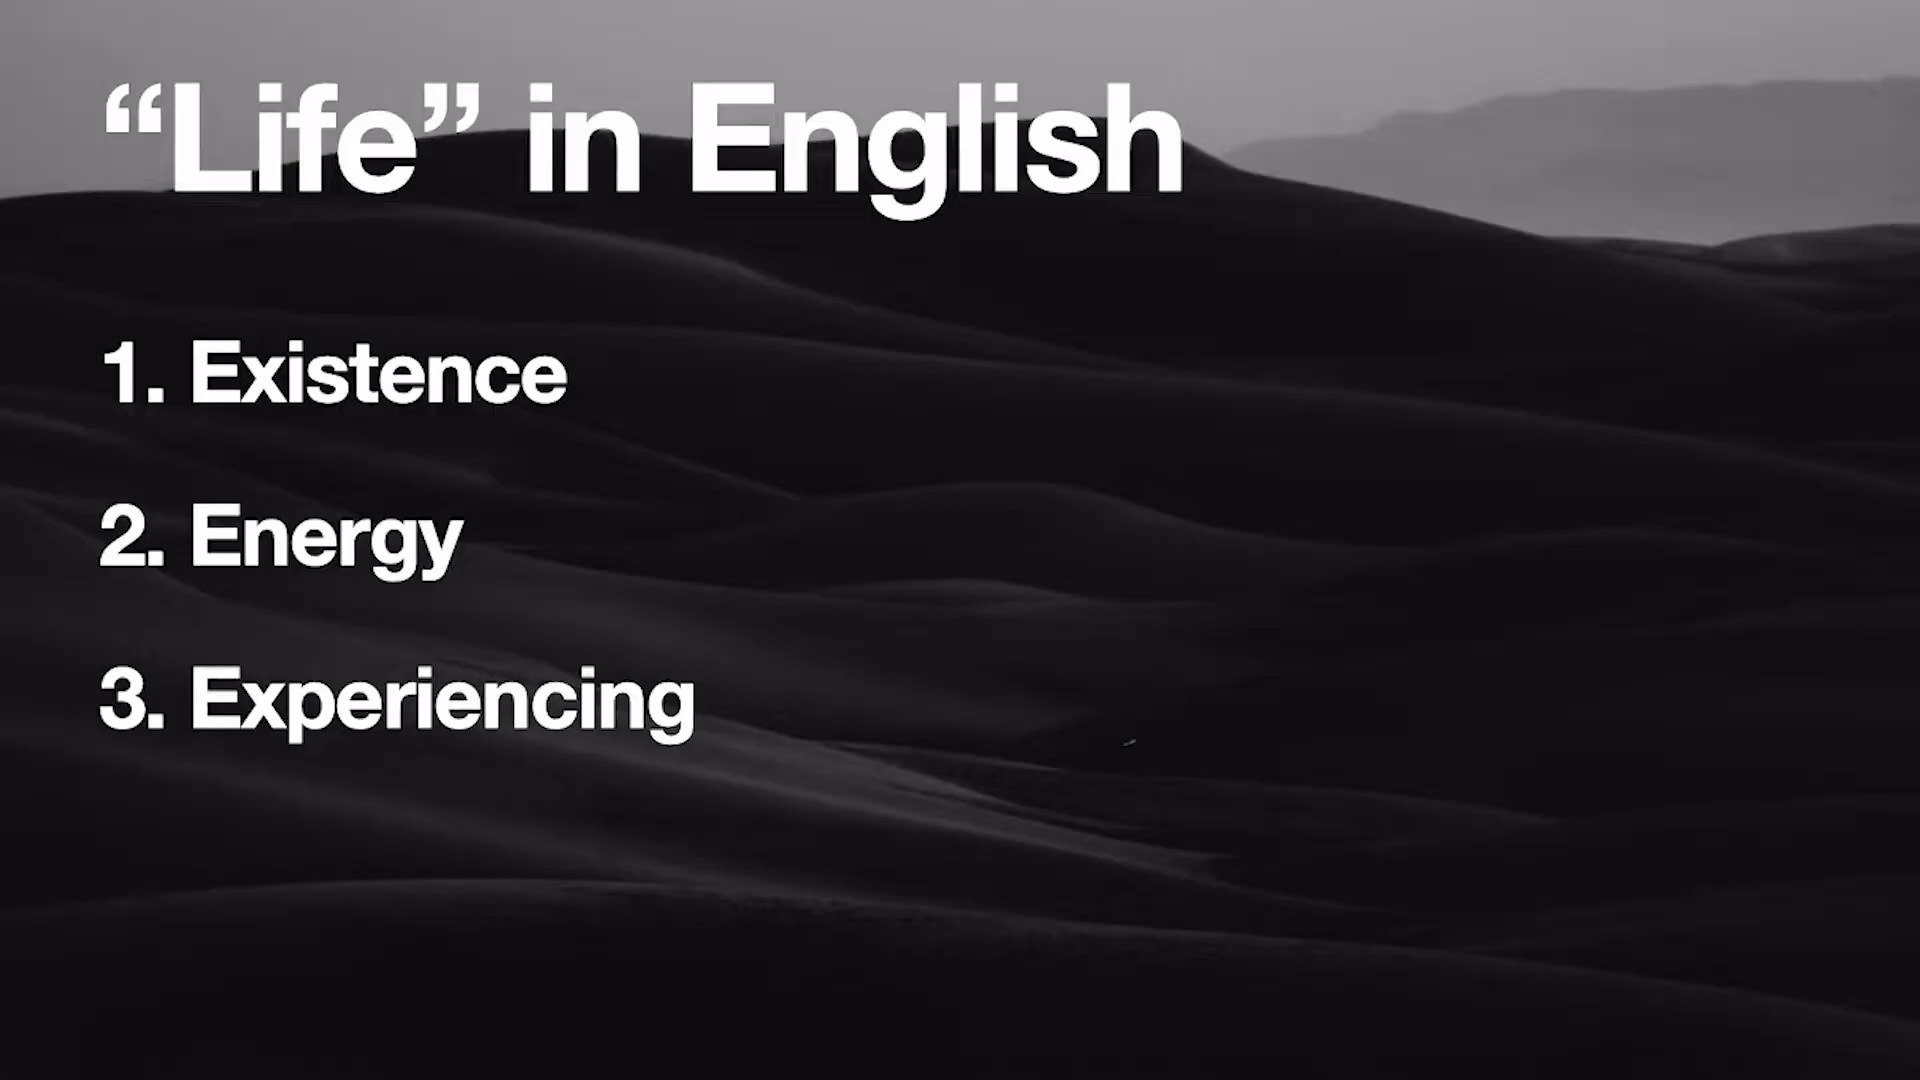 “Life” in English
1. Existence
2. Energy
3. Experiencing